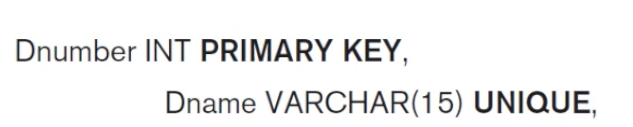 Dnumber INT PRIMARY KEY,
Dname VARCHAR(15) UNIQUE,